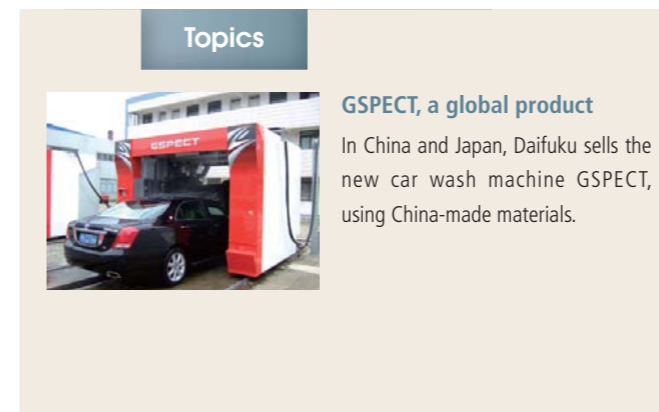 Topics
GSPECT, a global product
In China and Japan, Daifuku sells the
new car wash machine GSPECT,
using China-made materials.
GSPECT